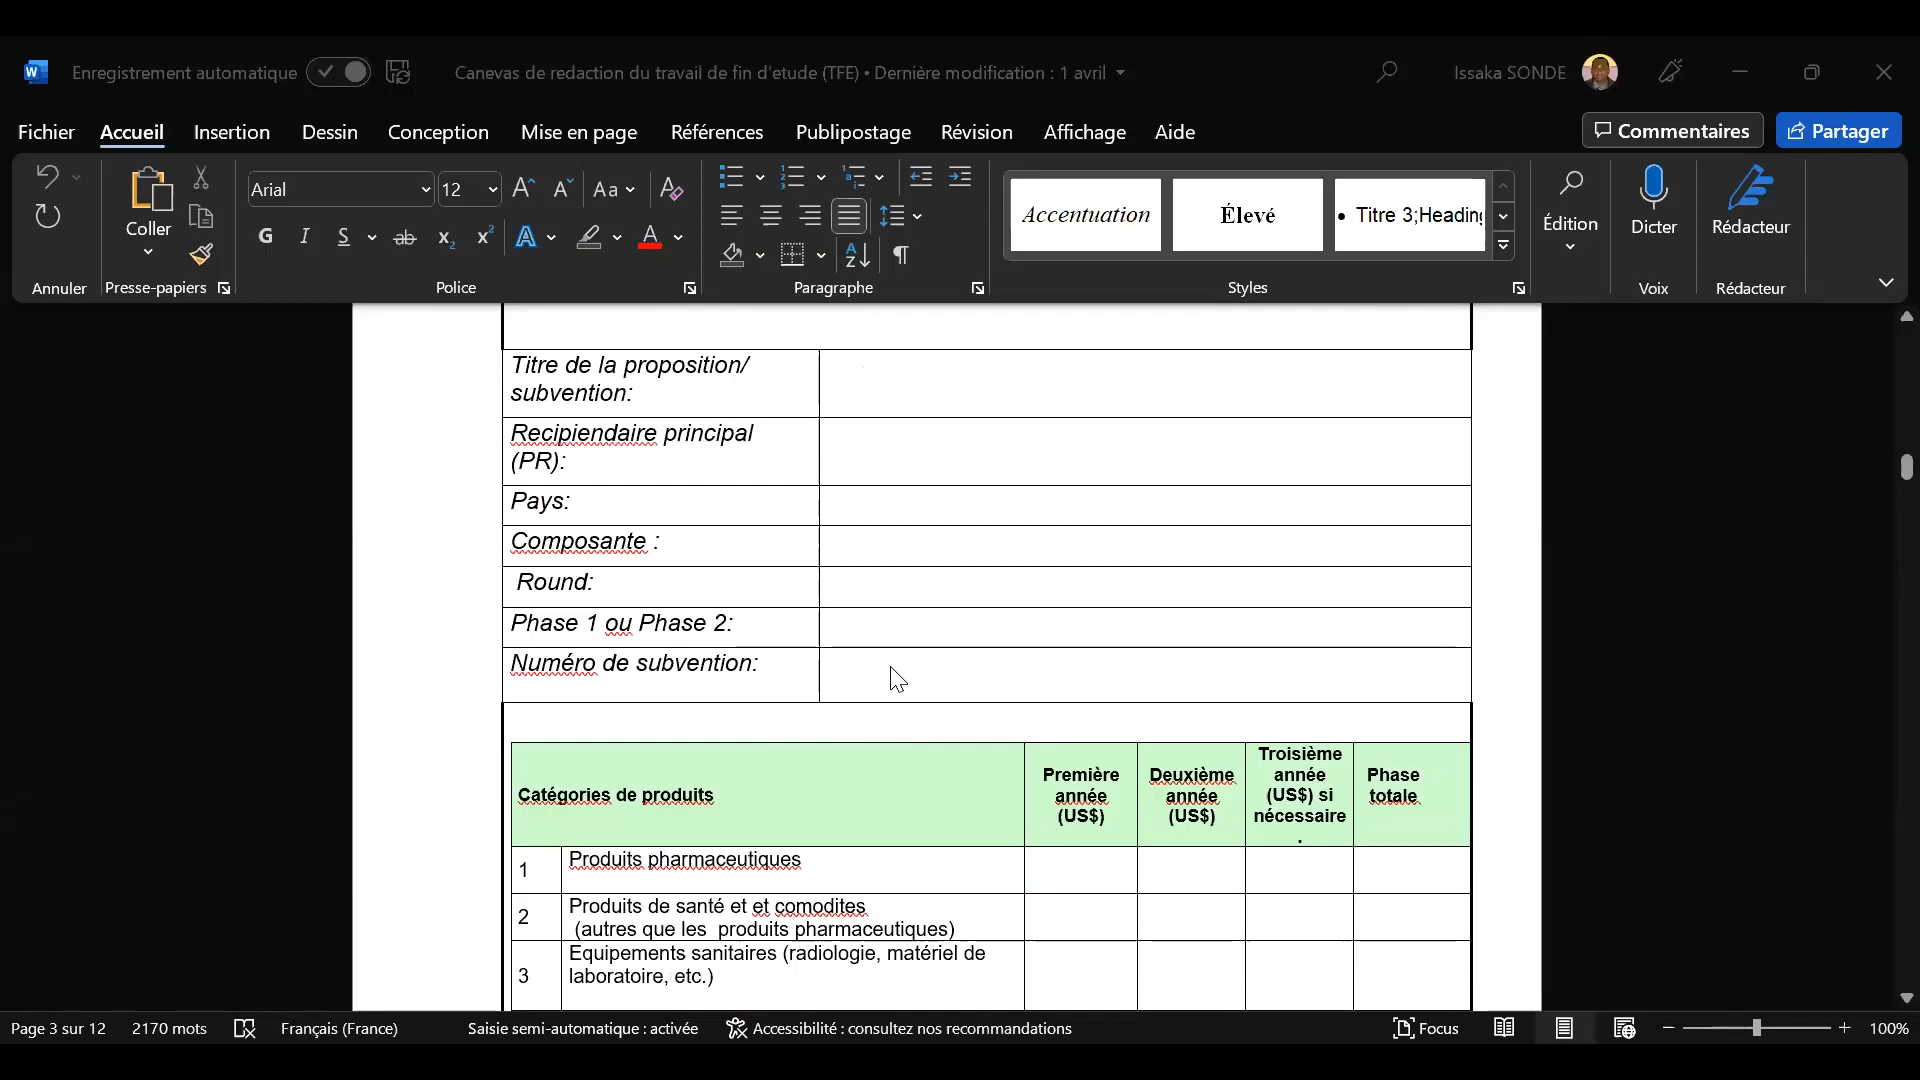 Enregistrement automatique
Canevas de redaction du travail de fin d'etude (TFE) • Dernière modification : 1 avril
Issaka SONDE
Fichier Accueil Insertion Dessin Conception Mise en page Références Publipostage Révision Affichage Aide
Commentaires Partager
Coller
Arial 12
Aa
G I S ab x2 x2 A A
Accentuation
Élevé
• Titre 3;Heading
Édition
Dicter
Rédacteur
Annuler Presse-papiers Police Paragraphe Styles Voix Rédacteur
Titre de la proposition/
subvention:
Recipiendaire principal
(PR):
Pays:
Composante :
Round:
Phase 1 ou Phase 2:
Numéro de subvention:
Catégories de produits
Première
année
(US$)
Deuxième
année
(US$)
Troisième
année
(US$) si
nécessaire
.
Phase
totale
1 Produits pharmaceutiques
2 Produits de santé et et comodites
(autres que les produits pharmaceutiques)
3 Equipements sanitaires (radiologie, matériel de
laboratoire, etc.)
Page 3 sur 12 2170 mots Français (France) Saisie semi-automatique : activée Accessibilité : consultez nos recommandations Focus 100%